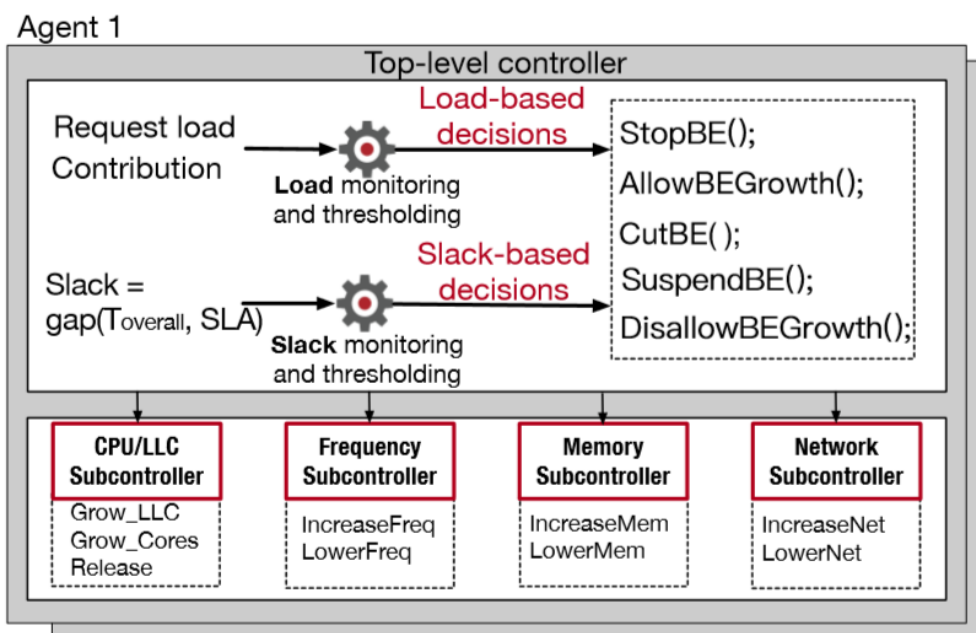 Agent 1
Top-level controller
Request load
Contribution
Load monitoring
and thresholding
Load-based
decisions
Slack =
gap(Toverall, SLA)
Slack monitoring
and thresholding
Slack-based
decisions
StopBE();
AllowBEGrowth();
CutBE( );
SuspendBE();
DisallowBEGrowth();
CPU/LLC
Subcontroller
Grow_LLC
Grow_Cores
Release
Frequency
Subcontroller
IncreaseFreq
LowerFreq
Memory
Subcontroller
IncreaseMem
LowerMem
Network
Subcontroller
IncreaseNet
LowerNet